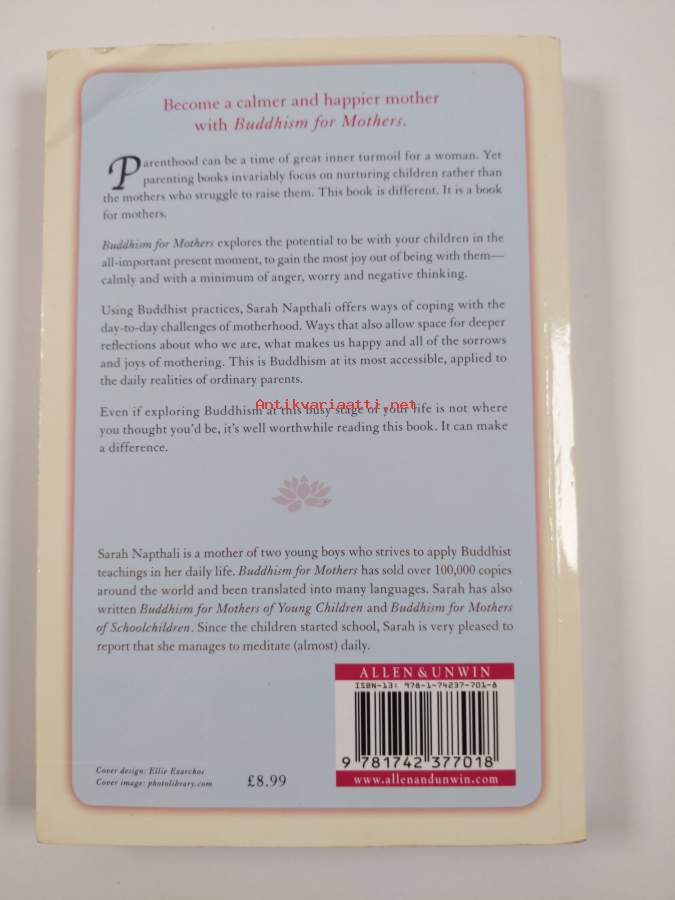 Become a calmer and happier mother
with Buddhism for Mothers.
Parenthood can be a time of great inner turmoil for a woman. Yet
parenting books invariably focus on nurturing children rather than
the mothers who struggle to raise them. This book is different. It is a book
for mothers.
Buddhism for Mothers explores the potential to be with your children in the
all-important present moment, to gain the most joy out of being with them—
calmly and with a minimum of anger, worry and negative thinking.
Using Buddhist practices, Sarah Napthali offers ways of coping with the
day-to-day challenges of motherhood. Ways that also allow space for deeper
reflections about who we are, what makes us happy and all of the sorrows
and joys of mothering. This is Buddhism at its most accessible, applied to
the daily realities of ordinary parents.
Antikvariaatti.net
Even if exploring Buddhism at this busy stage of your life is not where
you thought you'd be, it's well worthwhile reading this book. It can make
a difference.
Sarah Napthali is a mother of two young boys who strives to apply Buddhist
teachings in her daily life. Buddhism for Mothers has sold over 100,000 copies
around the world and been translated into many languages. Sarah has also
written Buddhism for Mothers of Young Children and Buddhism for Mothers
of Schoolchildren. Since the children started school, Sarah is very pleased to
report that she manages to meditate (almost) daily.
ALLEN & UNWIN
ISBN-13: 978-1-74237-701-8
9 781742 377018
www.allenandunwin.com
Cover design: Ellie Exarchos
Cover image: photolibrary.com
£8.99